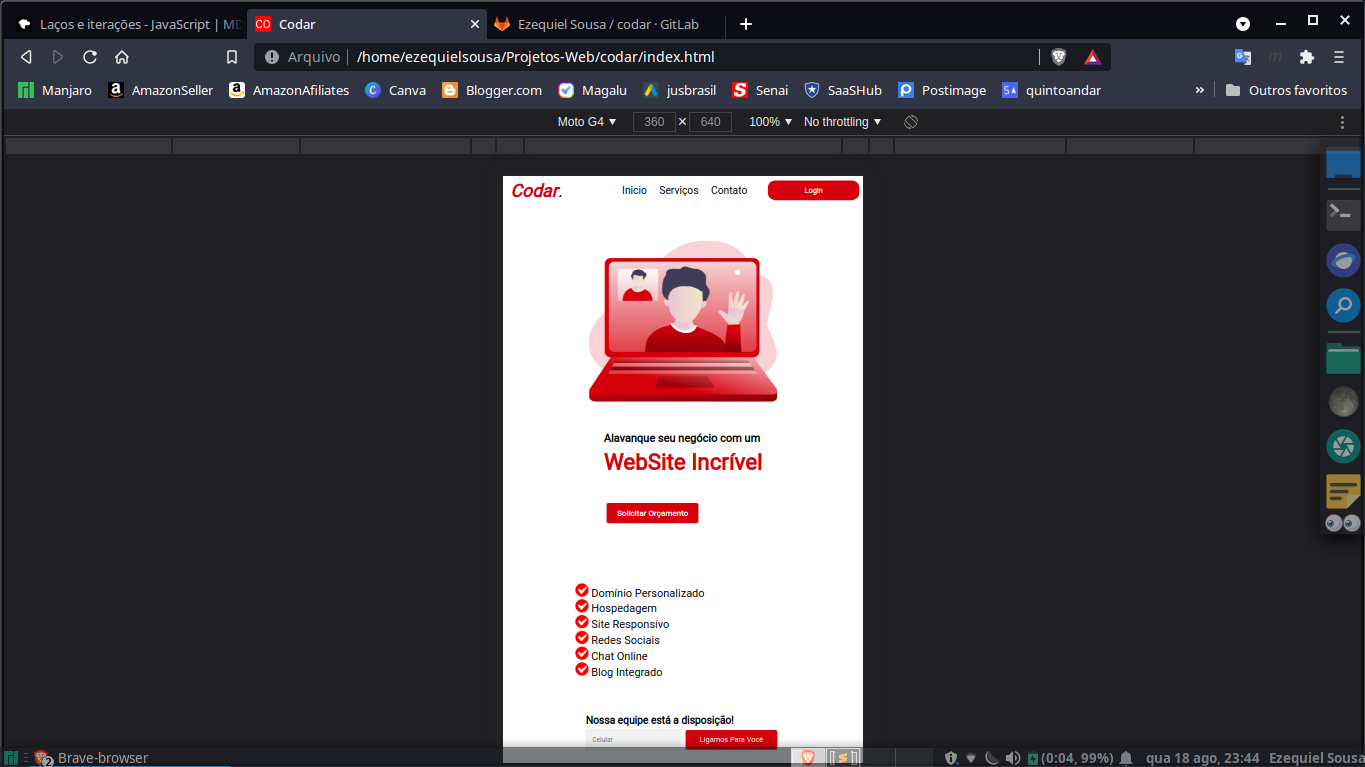 Laços e iterações - JavaScript | MD
CO Codar
Ezequiel Sousa / codar · GitLab
Arquivo /home/ezequielsousa/Projetos-Web/codar/index.html
Manjaro AmazonSeller AmazonAfiliates Canva Blogger.com Magalu jusbrasil Senai SaaSHub Postimage quintoandar » Outros favoritos
Moto G4 ▼ 360 × 640 100% ▼ No throttling ▼
Codar. Inicio Serviços Contato Login
Alavanque seu negócio com um
WebSite Incrível
Solicitar Orçamento
Domínio Personalizado
Hospedagem
Site Responsívo
Redes Sociais
Chat Online
Blog Integrado
Nossa equipe está a disposição!
Celular Ligamos Para Você
2 Brave-browser (0:04, 99%) qua 18 ago, 23:44 Ezequiel Sousa